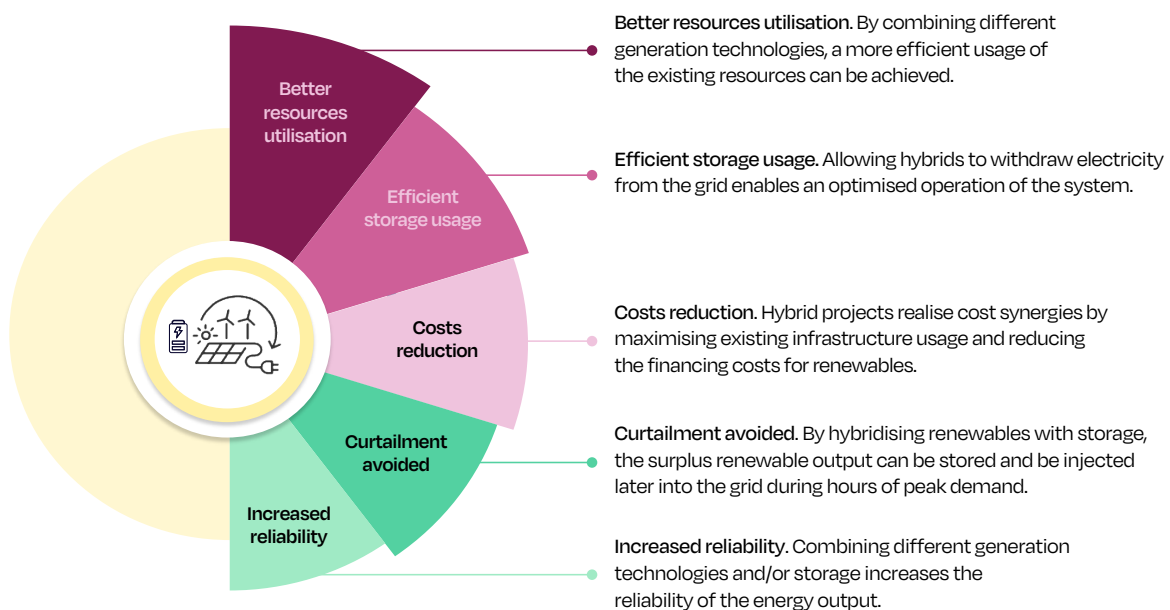 Better resources utilisation. By combining different
generation technologies, a more efficient usage of
the existing resources can be achieved.
Better
resources
utilisation
Efficient storage usage. Allowing hybrids to withdraw electricity
from the grid enables an optimised operation of the system.
Efficient
storage usage
Costs reduction. Hybrid projects realise cost synergies by
maximising existing infrastructure usage and reducing
the financing costs for renewables.
Costs
reduction
Curtailment avoided. By hybridising renewables with storage,
the surplus renewable output can be stored and be injected
later into the grid during hours of peak demand.
Curtailment
avoided
Increased reliability. Combining different generation
technologies and/or storage increases the
reliability of the energy output.
Increased
reliability